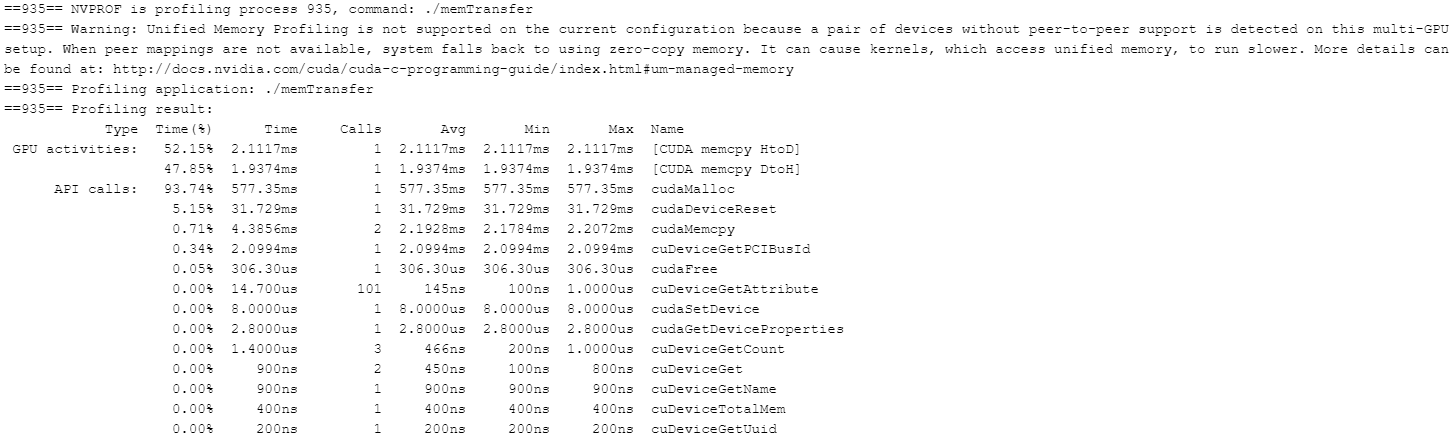 ==935== NVPROF is profiling process 935, command: ./memTransfer
==935== Warning: Unified Memory Profiling is not supported on the current configuration because a pair of devices without peer-to-peer support is detected on this multi-GPU
setup. When peer mappings are not available, system falls back to using zero-copy memory. It can cause kernels, which access unified memory, to run slower. More details can
be found at: http://docs.nvidia.com/cuda/cuda-c-programming-guide/index.html#um-managed-memory
==935== Profiling application: ./memTransfer
==935== Profiling result:
Type Time(%) Time Calls Avg Min Max Name
GPU activities: 52.15% 2.1117ms 1 2.1117ms 2.1117ms 2.1117ms [CUDA memcpy HtoD]
47.85% 1.9374ms 1 1.9374ms 1.9374ms 1.9374ms [CUDA memcpy DtoH]
API calls: 93.74% 577.35ms 1 577.35ms 577.35ms 577.35ms cudaMalloc
5.15% 31.729ms 1 31.729ms 31.729ms 31.729ms cudaDeviceReset
0.71% 4.3856ms 2 2.1928ms 2.1784ms 2.2072ms cudaMemcpy
0.34% 2.0994ms 1 2.0994ms 2.0994ms 2.0994ms cuDeviceGetPCIBusId
0.05% 306.30us 1 306.30us 306.30us 306.30us cudaFree
0.00% 14.700us 101 145ns 100ns 1.0000us cuDeviceGetAttribute
0.00% 8.0000us 1 8.0000us 8.0000us 8.0000us cudaSetDevice
0.00% 2.8000us 1 2.8000us 2.8000us 2.8000us cudaGetDeviceProperties
0.00% 1.4000us 3 466ns 200ns 1.0000us cuDeviceGetCount
0.00% 900ns 2 450ns 100ns 800ns cuDeviceGet
0.00% 900ns 1 900ns 900ns 900ns cuDeviceGetName
0.00% 400ns 1 400ns 400ns 400ns cuDeviceTotalMem
0.00% 200ns 1 200ns 200ns 200ns cuDeviceGetUuid